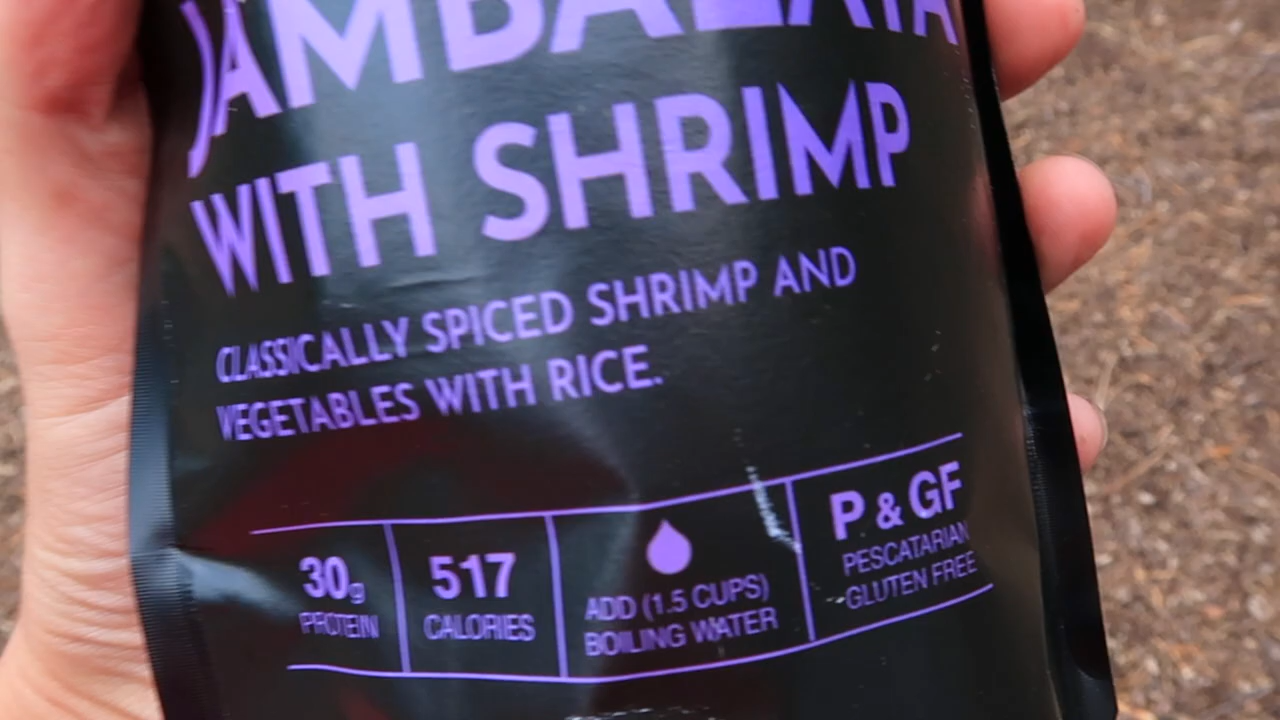 JAMBALAYA
WITH SHRIMP
CLASSICALLY SPICED SHRIMP AND
VEGETABLES WITH RICE.
30g
PROTEIN
517
CALORIES
ADD (1.5 CUPS)
BOILING WATER
P & GF
PESCATARIAN
GLUTEN FREE